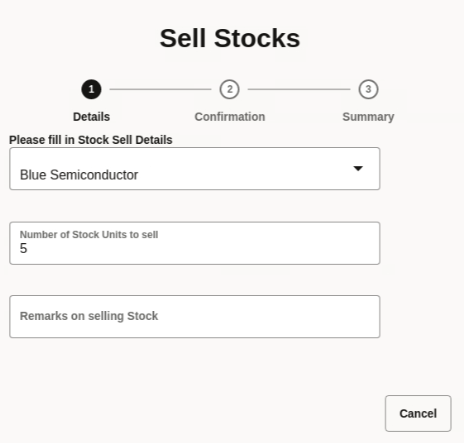 Sell Stocks
1 2 3
Details Confirmation Summary
Please fill in Stock Sell Details
Blue Semiconductor
Number of Stock Units to sell
5
Remarks on selling Stock
Cancel